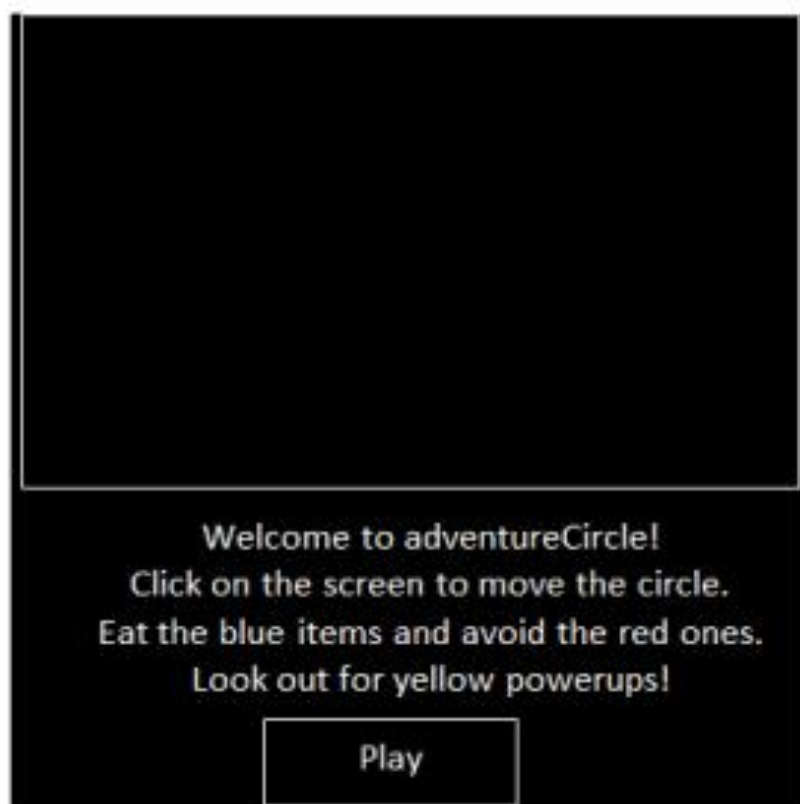 Welcome to adventureCircle!
Click on the screen to move the circle.
Eat the blue items and avoid the red ones.
Look out for yellow powerups!
Play